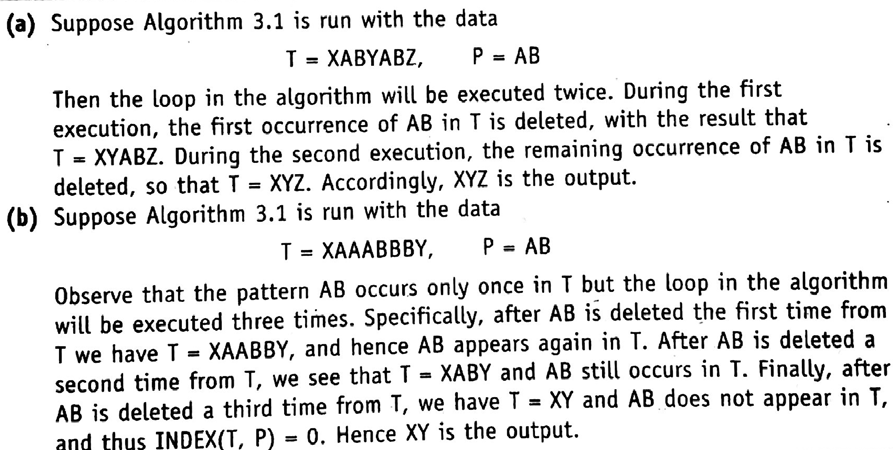 (a) Suppose Algorithm 3.1 is run with the data
T = XABYABZ, P = AB
Then the loop in the algorithm will be executed twice. During the first
execution, the first occurrence of AB in T is deleted, with the result that
T = XYABZ. During the second execution, the remaining occurrence of AB in T is
deleted, so that T = XYZ. Accordingly, XYZ is the output.
(b) Suppose Algorithm 3.1 is run with the data
T = XAAABBBY, P = AB
Observe that the pattern AB occurs only once in T but the loop in the algorithm
will be executed three times. Specifically, after AB is deleted the first time from
T we have T = XAABBY, and hence AB appears again in T. After AB is deleted a
second time from T, we see that T = XABY and AB still occurs in T. Finally, after
AB is deleted a third time from T, we have T = XY and AB does not appear in T,
and thus INDEX(T, P) = 0. Hence XY is the output.